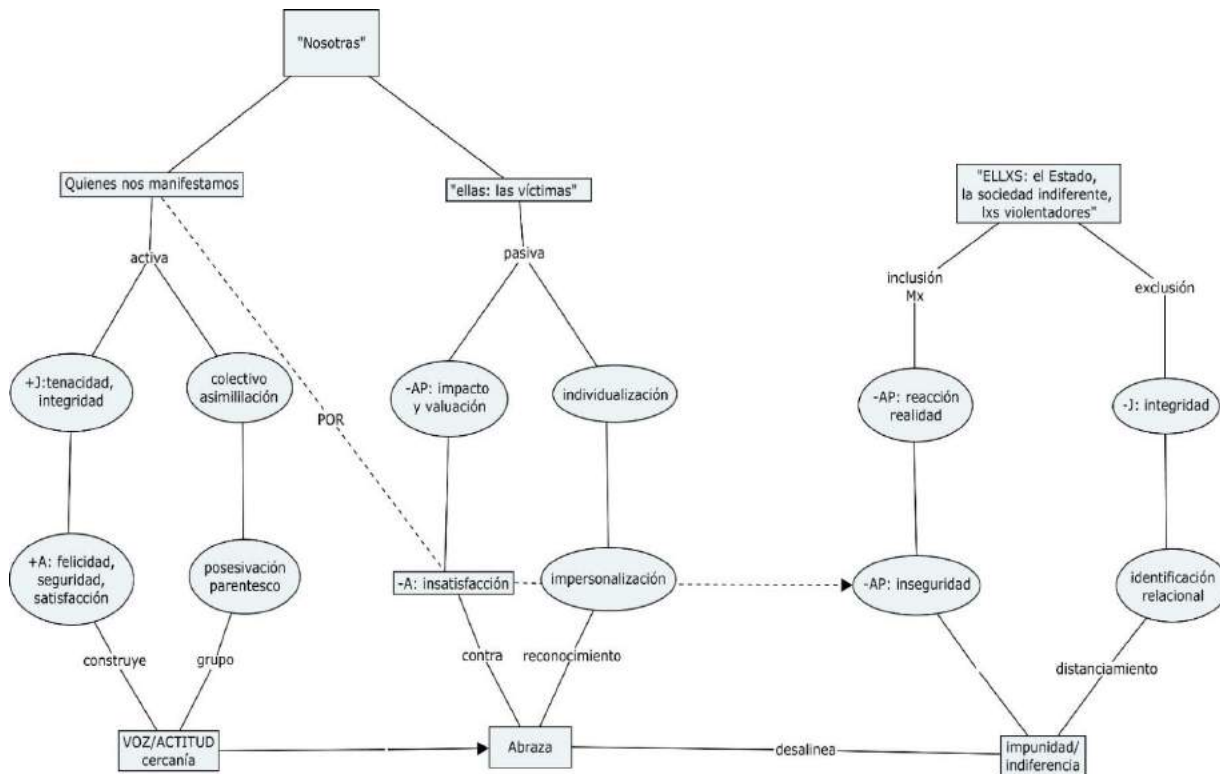 "Nosotras"
Quienes nos manifestamos
"ellas: las víctimas"
"ELLXS: el Estado,
la sociedad indiferente,
lxs violentadores"
activa
pasiva
inclusión
Mx
exclusión
+J:tenacidad,
integridad
colectivo
asimililación
POR
-AP: impacto
y valuación
individualización
-AP: reacción
realidad
-J: integridad
+A: felicidad,
seguridad,
satisfacción
posesivación
parentesco
-A: insatisfacción
impersonalización
-AP: inseguridad
identificación
relacional
construye
grupo
contra
reconocimiento
distanciamiento
VOZ/ACTITUD
cercanía
Abraza
desalinea
impunidad/
indiferencia